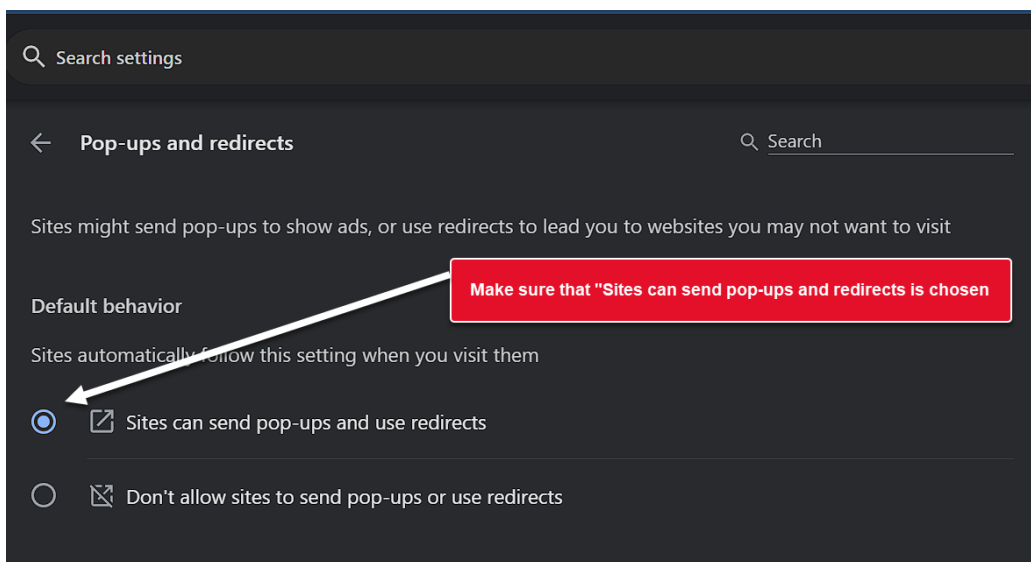 Search settings
Pop-ups and redirects
Search
Sites might send pop-ups to show ads, or use redirects to lead you to websites you may not want to visit
Make sure that "Sites can send pop-ups and redirects is chosen
Default behavior
Sites automatically follow this setting when you visit them
Sites can send pop-ups and use redirects
Don't allow sites to send pop-ups or use redirects